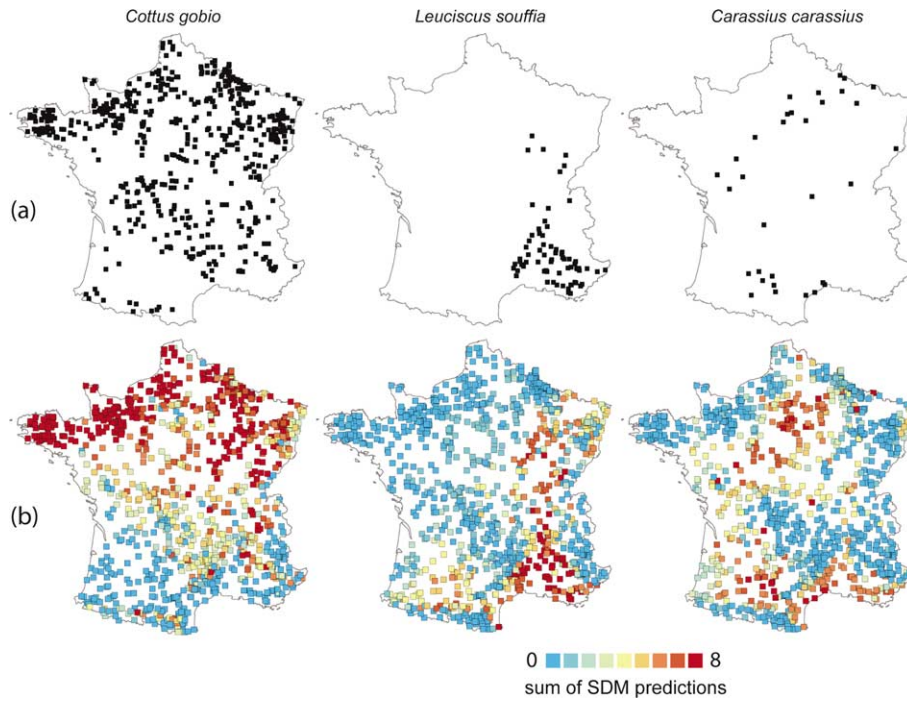 Cottus gobio Leuciscus souffia Carassius carassius
(a)
(b)
0 8
sum of SDM predictions